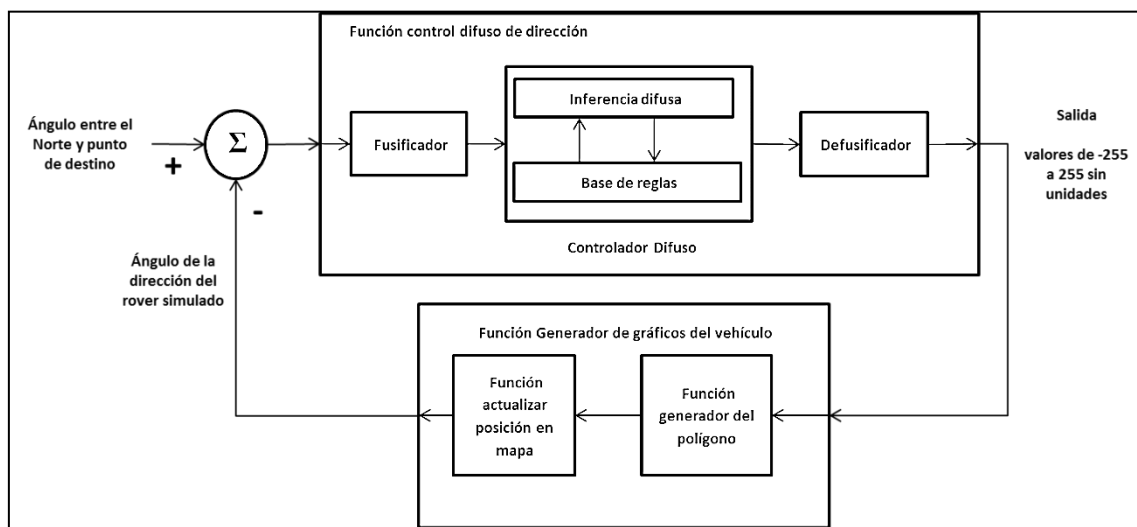 Función control difuso de dirección
Ángulo entre el
Norte y punto
de destino
+
Σ
-
Fusificador
Inferencia difusa
Base de reglas
Defusificador
Controlador Difuso
Salida
valores de -255
a 255 sin
unidades
Ángulo de la
dirección del
rover simulado
Función Generador de gráficos del vehículo
Función
actualizar
posición en
mapa
Función
generador del
polígono